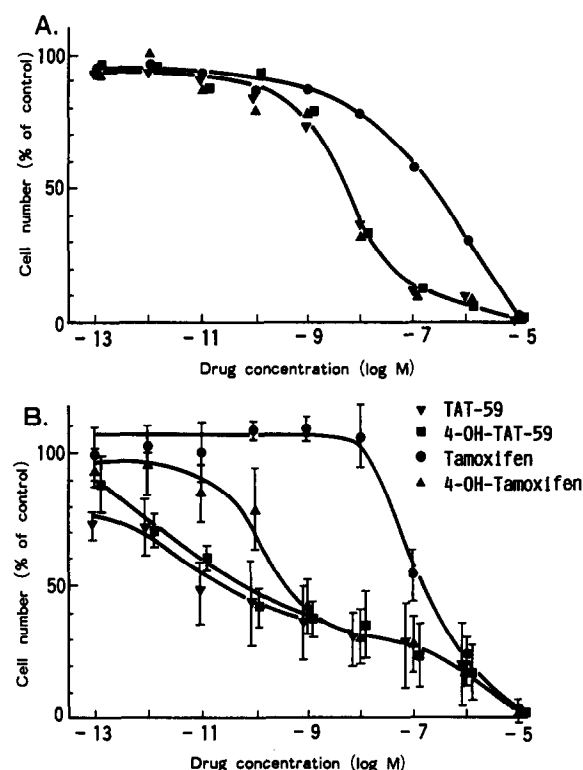 A.
Cell number (% of control)
100
50
0
-13 -11 -9 -7 -5
Drug concentration (log M)
B.
▼ TAT-59
■ 4-OH-TAT-59
● Tamoxifen
▲ 4-OH-Tamoxifen
Cell number (% of control)
100
50
0
-13 -11 -9 -7 -5
Drug concentration (log M)